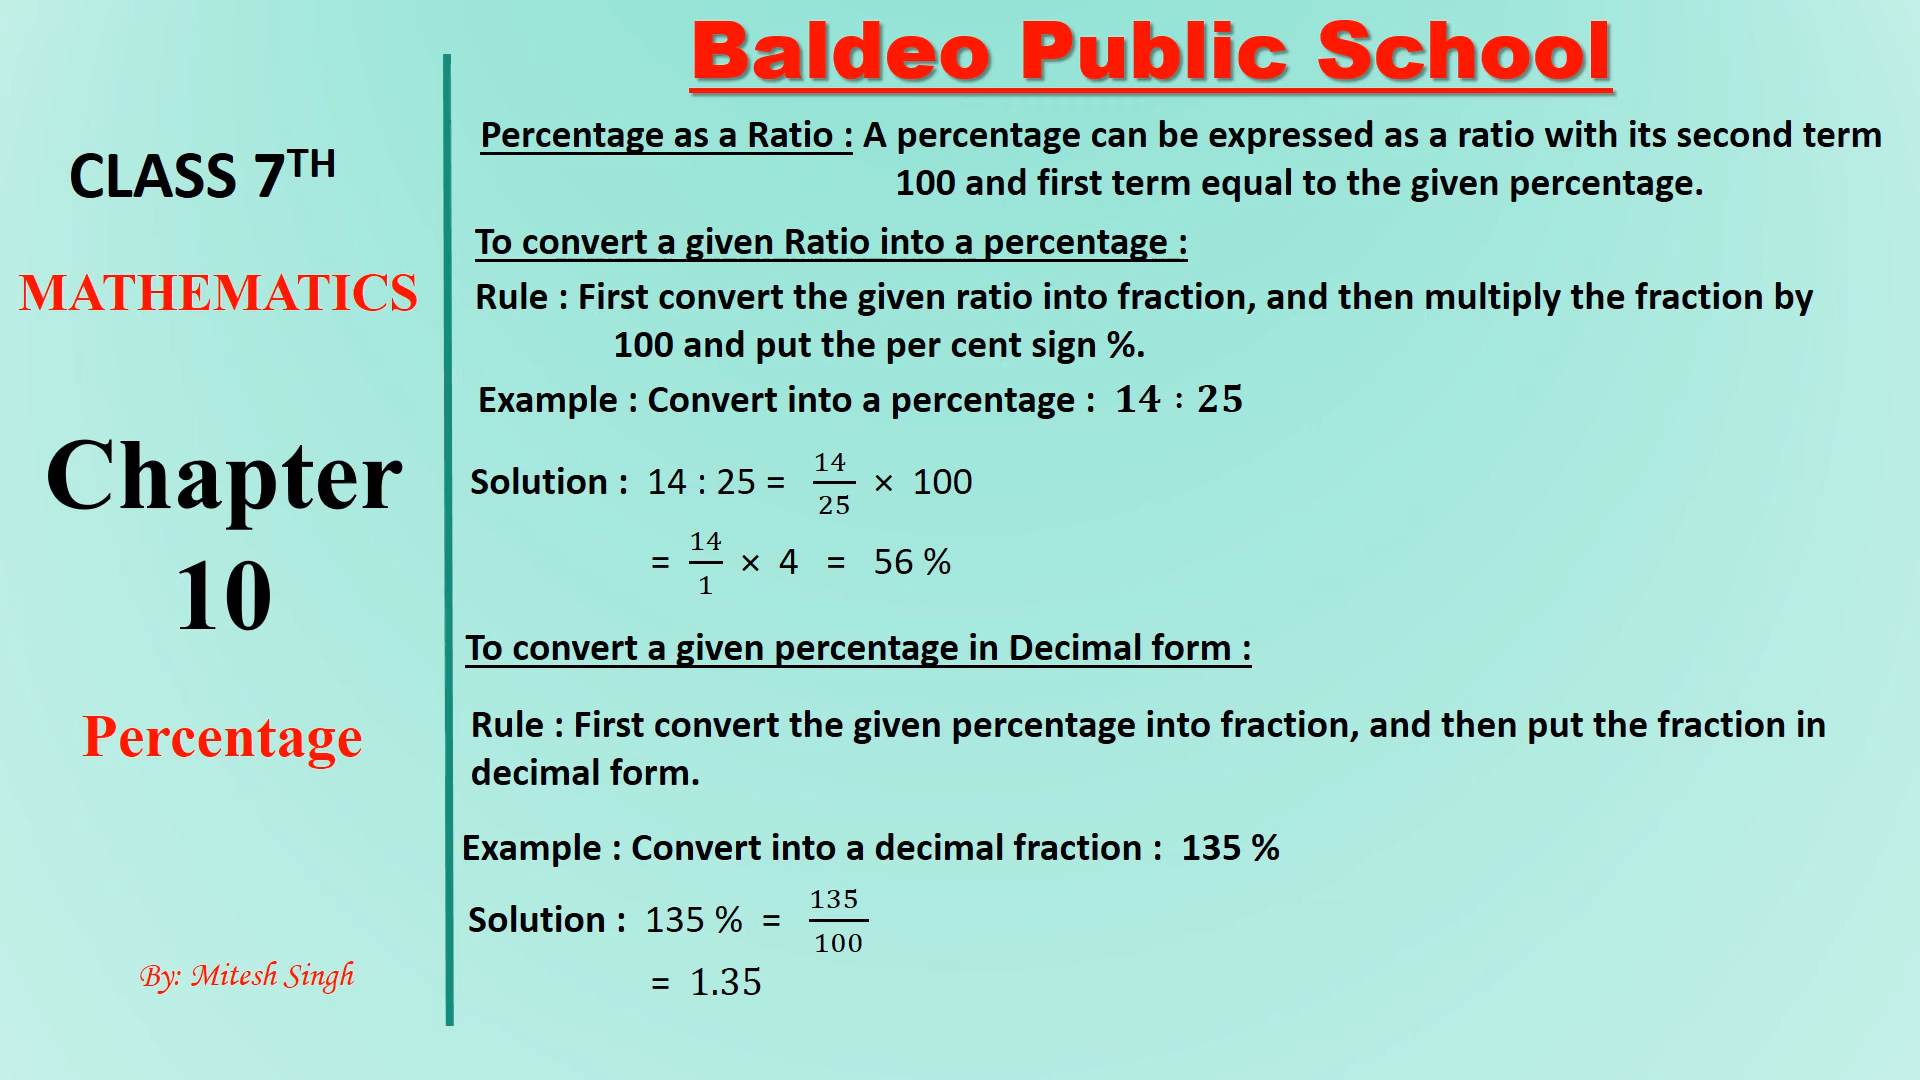 Baldeo Public School
CLASS 7TH
MATHEMATICS
Chapter
10
Percentage
By: Mitesh Singh
Percentage as a Ratio : A percentage can be expressed as a ratio with its second term
100 and first term equal to the given percentage.
To convert a given Ratio into a percentage :
Rule : First convert the given ratio into fraction, and then multiply the fraction by
100 and put the per cent sign %.
Example : Convert into a percentage : 14 : 25
Solution : 14 : 25 = 14/25 × 100
= 14/1 × 4 = 56 %
To convert a given percentage in Decimal form :
Rule : First convert the given percentage into fraction, and then put the fraction in
decimal form.
Example : Convert into a decimal fraction : 135 %
Solution : 135 % = 135/100
= 1.35